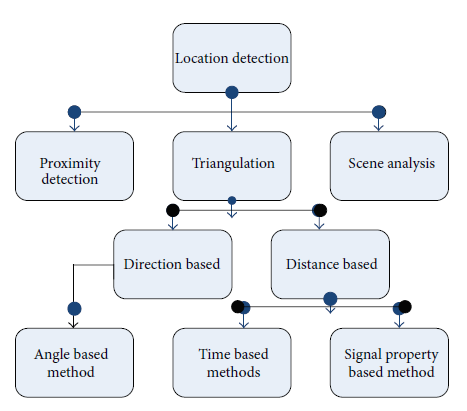 Location detection
Proximity
detection
Triangulation
Scene analysis
Direction based
Distance based
Angle based
method
Time based
methods
Signal property
based method